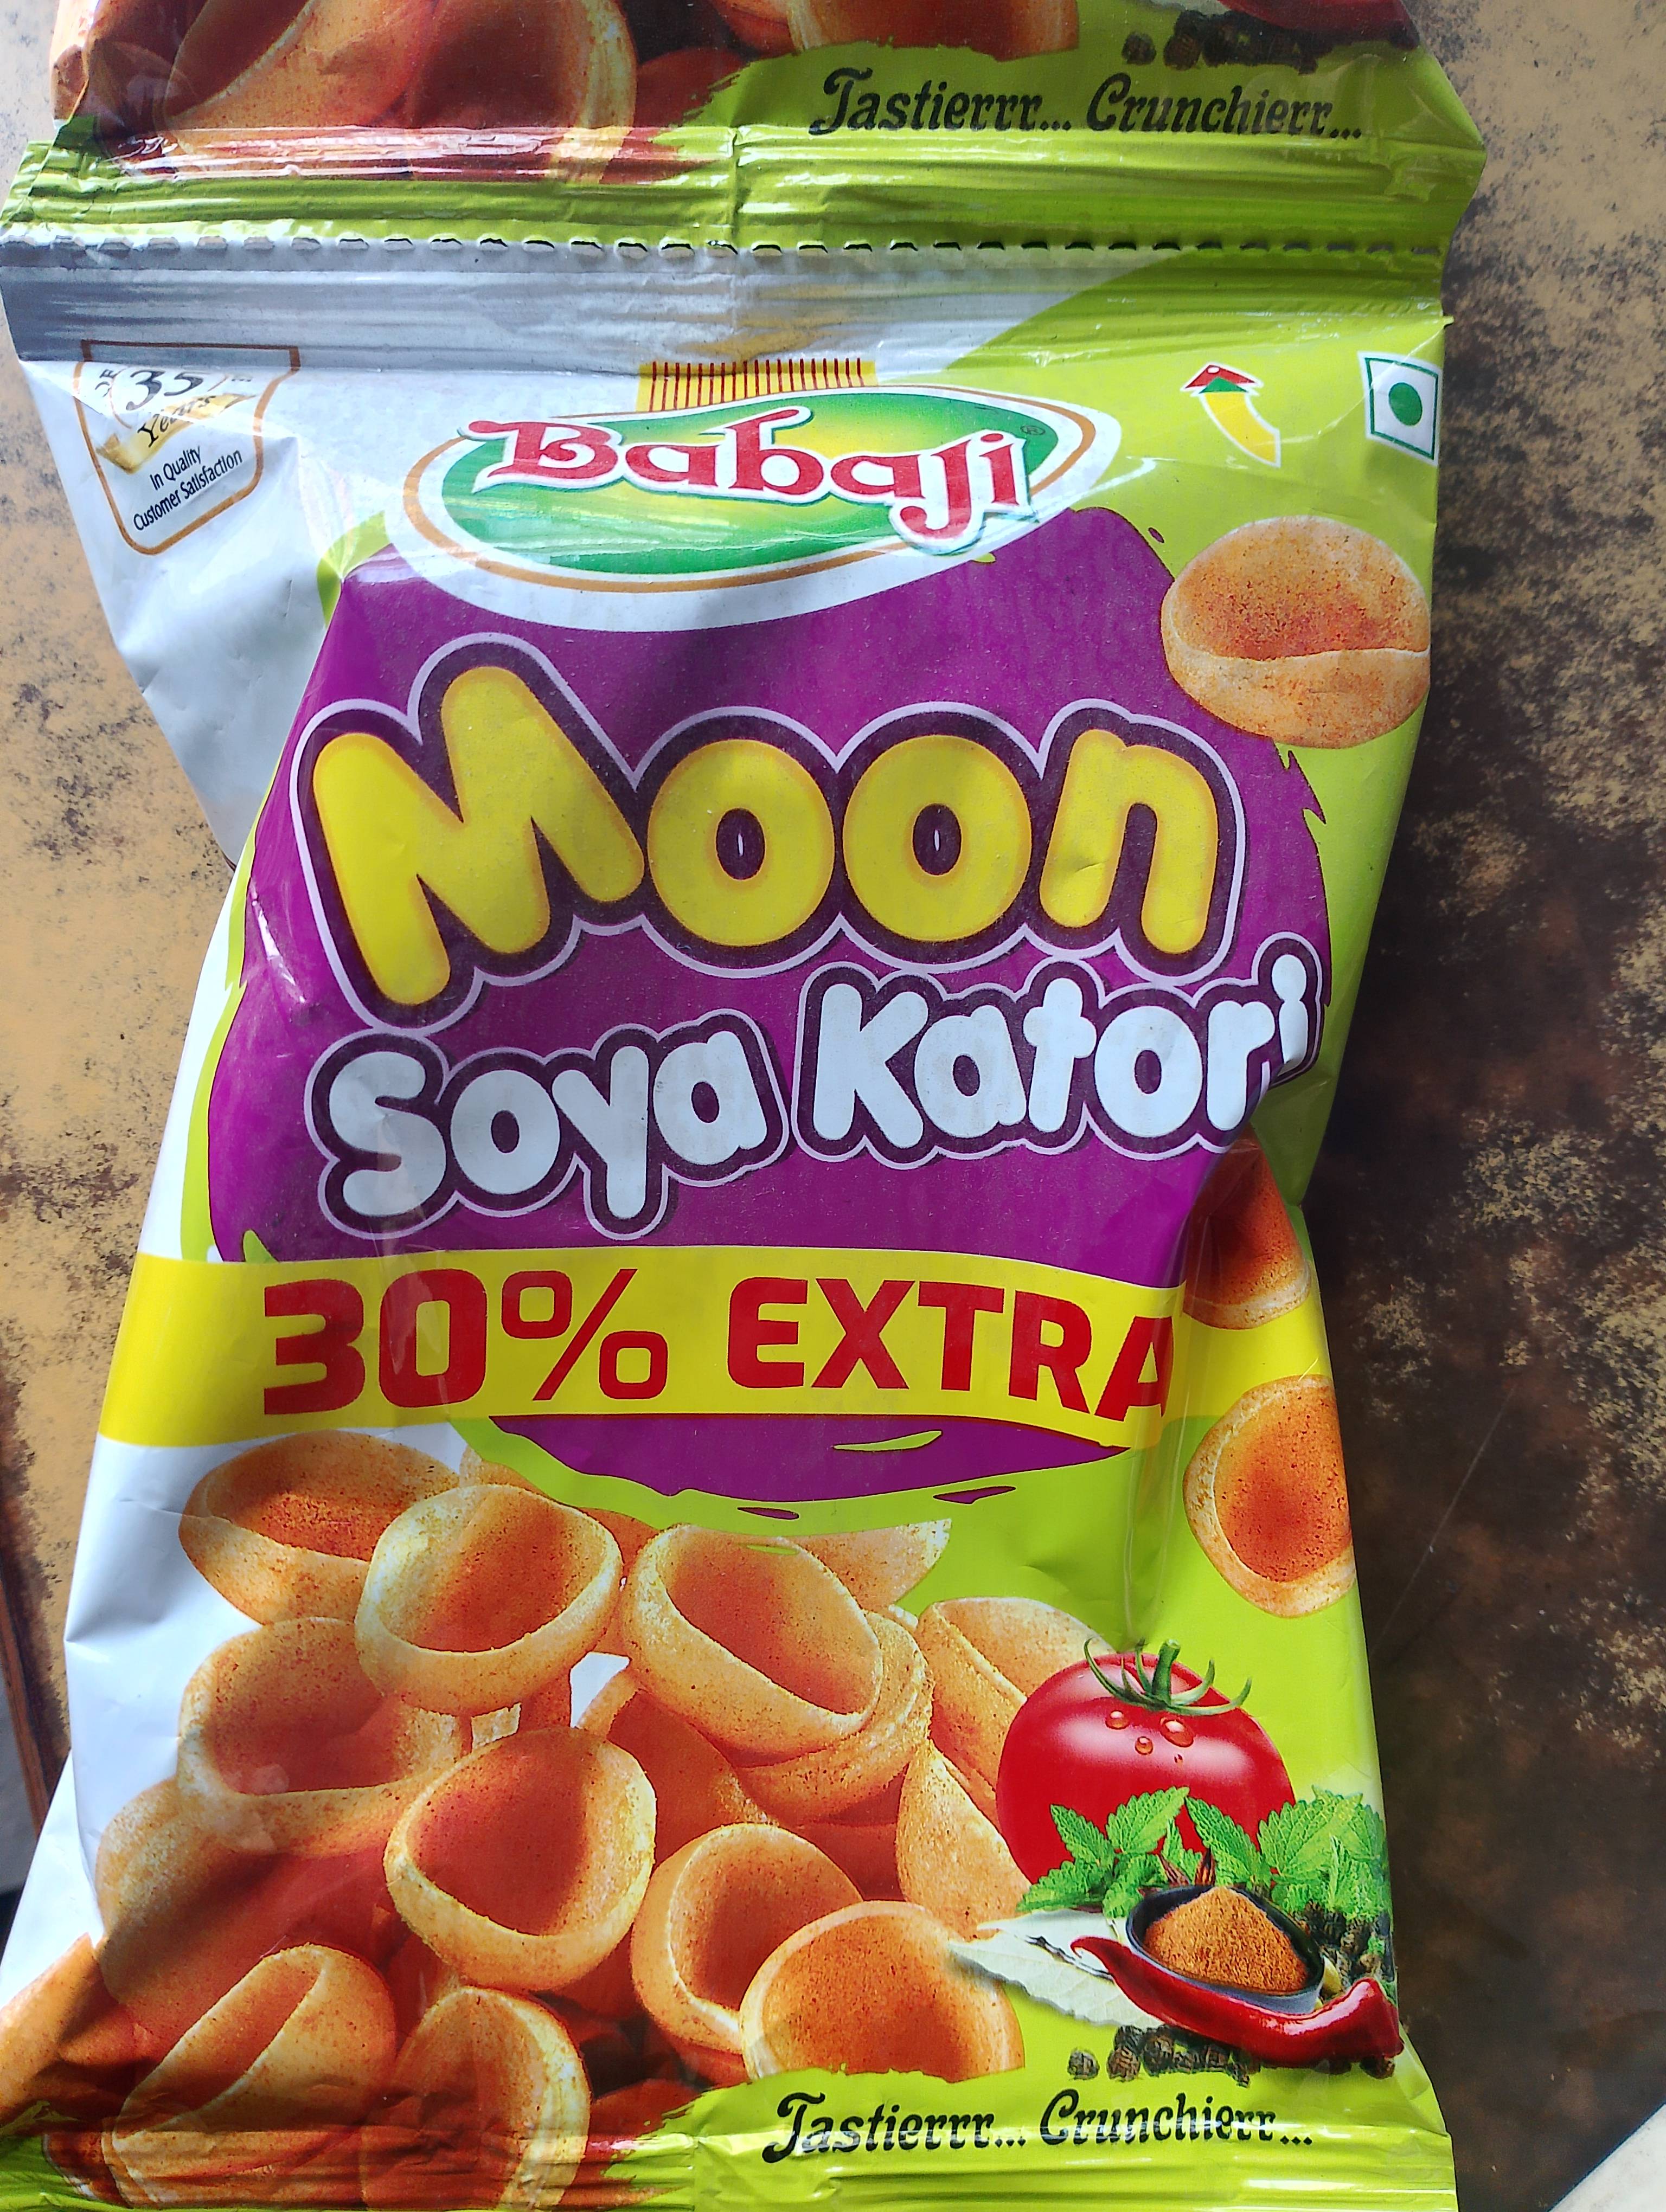 Tastierrr... Crunchierr...
35
Years
In Quality
Customer Satisfaction
BabaJi ®
Moon
Soya Katori
30% EXTRA
Tastierrr... Crunchierr...